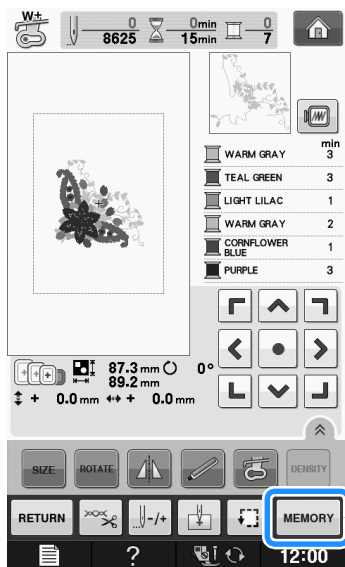 W+
0
8625
0min
15min
0
7
min
WARM GRAY 3
TEAL GREEN 3
LIGHT LILAC 1
WARM GRAY 2
CORNFLOWER
BLUE 1
PURPLE 3
87.3 mm 0°
89.2 mm
+ 0.0 mm + 0.0 mm
SIZE ROTATE DENSITY
RETURN -/+ MEMORY
? 12:00